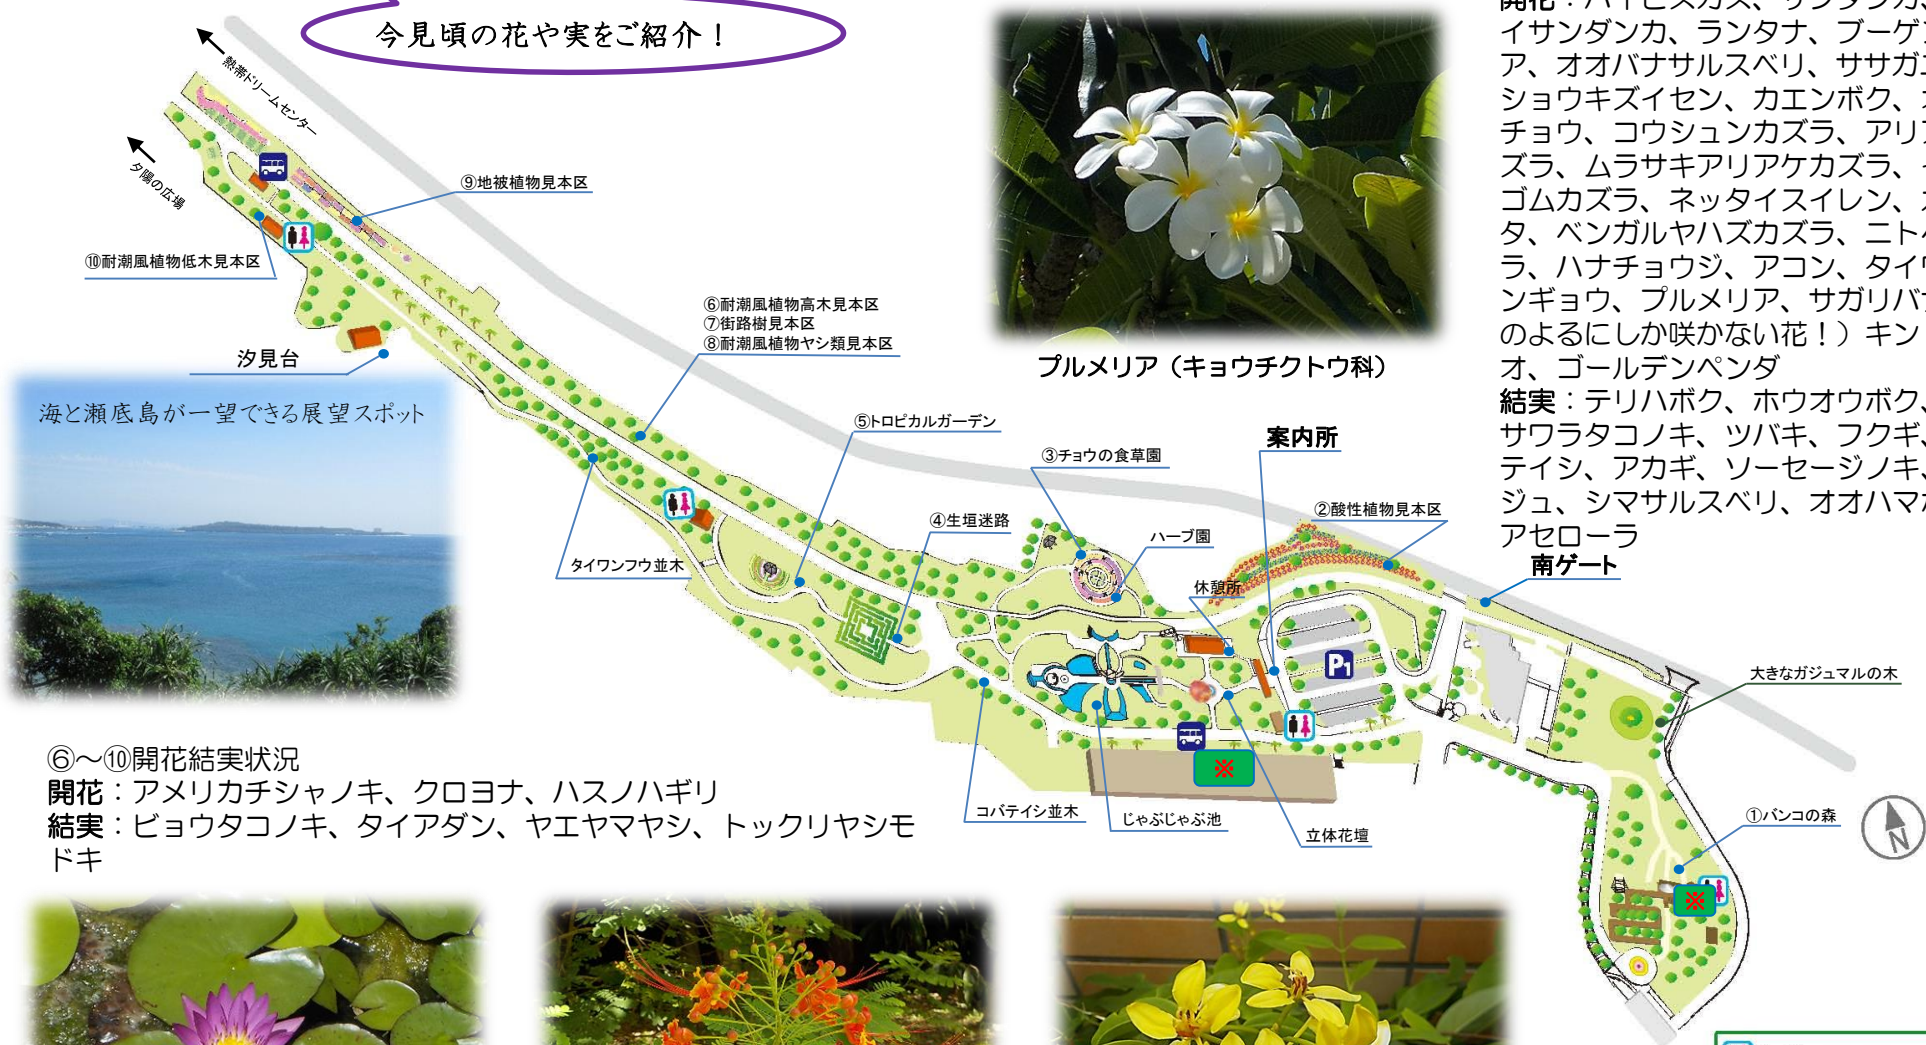 今見頃の花や実をご紹介！
熱帯ドリームセンター
夕陽の広場
⑨地被植物見本区
⑩耐潮風植物低木見本区
⑥耐潮風植物高木見本区
⑦街路樹見本区
⑧耐潮風植物ヤシ類見本区
汐見台
海と瀬底島が一望できる展望スポット
プルメリア（キョウチクトウ科）
開花：ハイビスカス、サンダンカ、
イサンダンカ、ランタナ、ブーゲン
ア、オオバナサルスベリ、ササガニ
ショウキズイセン、カエンボク、オ
チョウ、コウシュンカズラ、アリア
ズラ、ムラサキアリアケカズラ、
ゴムカズラ、ネッタイスイレン、
タ、ベンガルヤハズカズラ、ニトベ
ラ、ハナチョウジ、アコン、タイワ
ンギョウ、プルメリア、サガリバナ
のよるにしか咲かない花！）キン
オ、ゴールデンペンダ
結実：テリハボク、ホウオウボク、
サワラタコノキ、ツバキ、フクギ、
テイシ、アカギ、ソーセージノキ、
ジュ、シマサルスベリ、オオハマボ
アセローラ
⑤トロピカルガーデン
③チョウの食草園
案内所
②酸性植物見本区
④生垣迷路
ハーブ園
タイワンフウ並木
休憩所
南ゲート
P1
大きなガジュマルの木
※
コバテイシ並木
じゃぶじゃぶ池
立体花壇
①バンコの森
※
N
⑥～⑩開花結実状況
開花：アメリカチシャノキ、クロヨナ、ハスノハギリ
結実：ビョウタコノキ、タイアダン、ヤエヤマヤシ、トックリヤシモ
ドキ